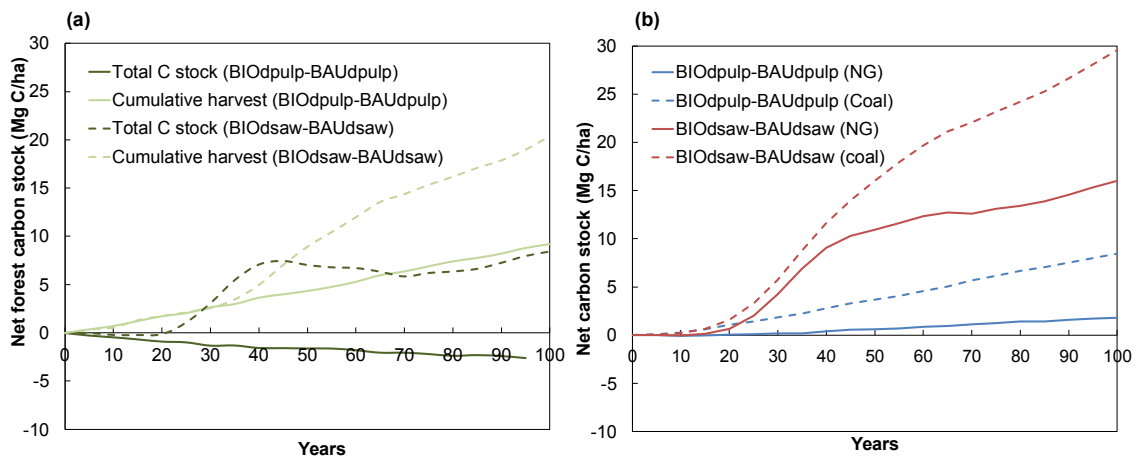 (a)
Net forest carbon stock (Mg C/ha)
30
25
20
15
10
5
0
-5
-10
Total C stock (BIOdpulp-BAUdpulp)
Cumulative harvest (BIOdpulp-BAUdpulp)
Total C stock (BIOdsaw-BAUdsaw)
Cumulative harvest (BIOdsaw-BAUdsaw)
0 10 20 30 40 50 60 70 80 90 100
Years
(b)
Net carbon stock (Mg C/ha)
30
25
20
15
10
5
0
-5
-10
BIOdpulp-BAUdpulp (NG)
BIOdpulp-BAUdpulp (Coal)
BIOdsaw-BAUdsaw (NG)
BIOdsaw-BAUdsaw (coal)
0 10 20 30 40 50 60 70 80 90 100
Years